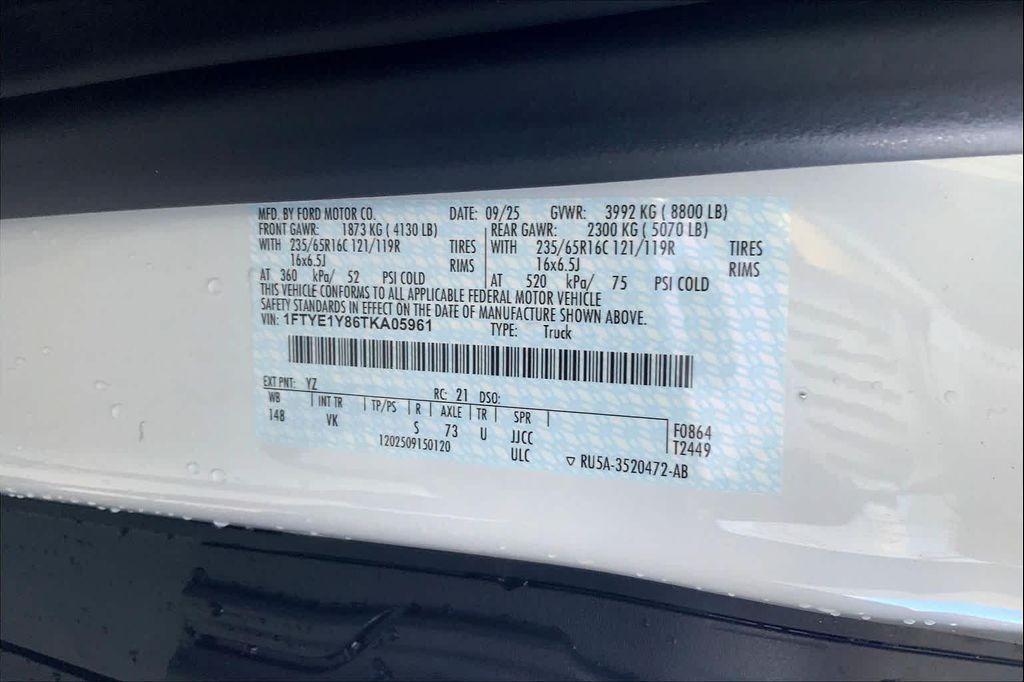 MFD. BY FORD MOTOR CO. DATE: 09/25 GVWR: 3992 KG ( 8800 LB)
FRONT GAWR: 1873 KG ( 4130 LB) REAR GAWR: 2300 KG ( 5070 LB)
WITH 235/65R16C 121/119R TIRES WITH 235/65R16C 121/119R TIRES
16x6.5J RIMS 16x6.5J RIMS
AT 360 kPa/ 52 PSI COLD AT 520 kPa/ 75 PSI COLD
THIS VEHICLE CONFORMS TO ALL APPLICABLE FEDERAL MOTOR VEHICLE
SAFETY STANDARDS IN EFFECT ON THE DATE OF MANUFACTURE SHOWN ABOVE.
VIN: 1FTYE1Y86TKA05961 TYPE: Truck
EXT PNT: YZ RC: 21 DSO:
WB INT TR TP/PS R AXLE TR SPR F0864
148 VK S 73 U JJCC T2449
1202509150120 ULC ▽ RU5A-3520472-AB